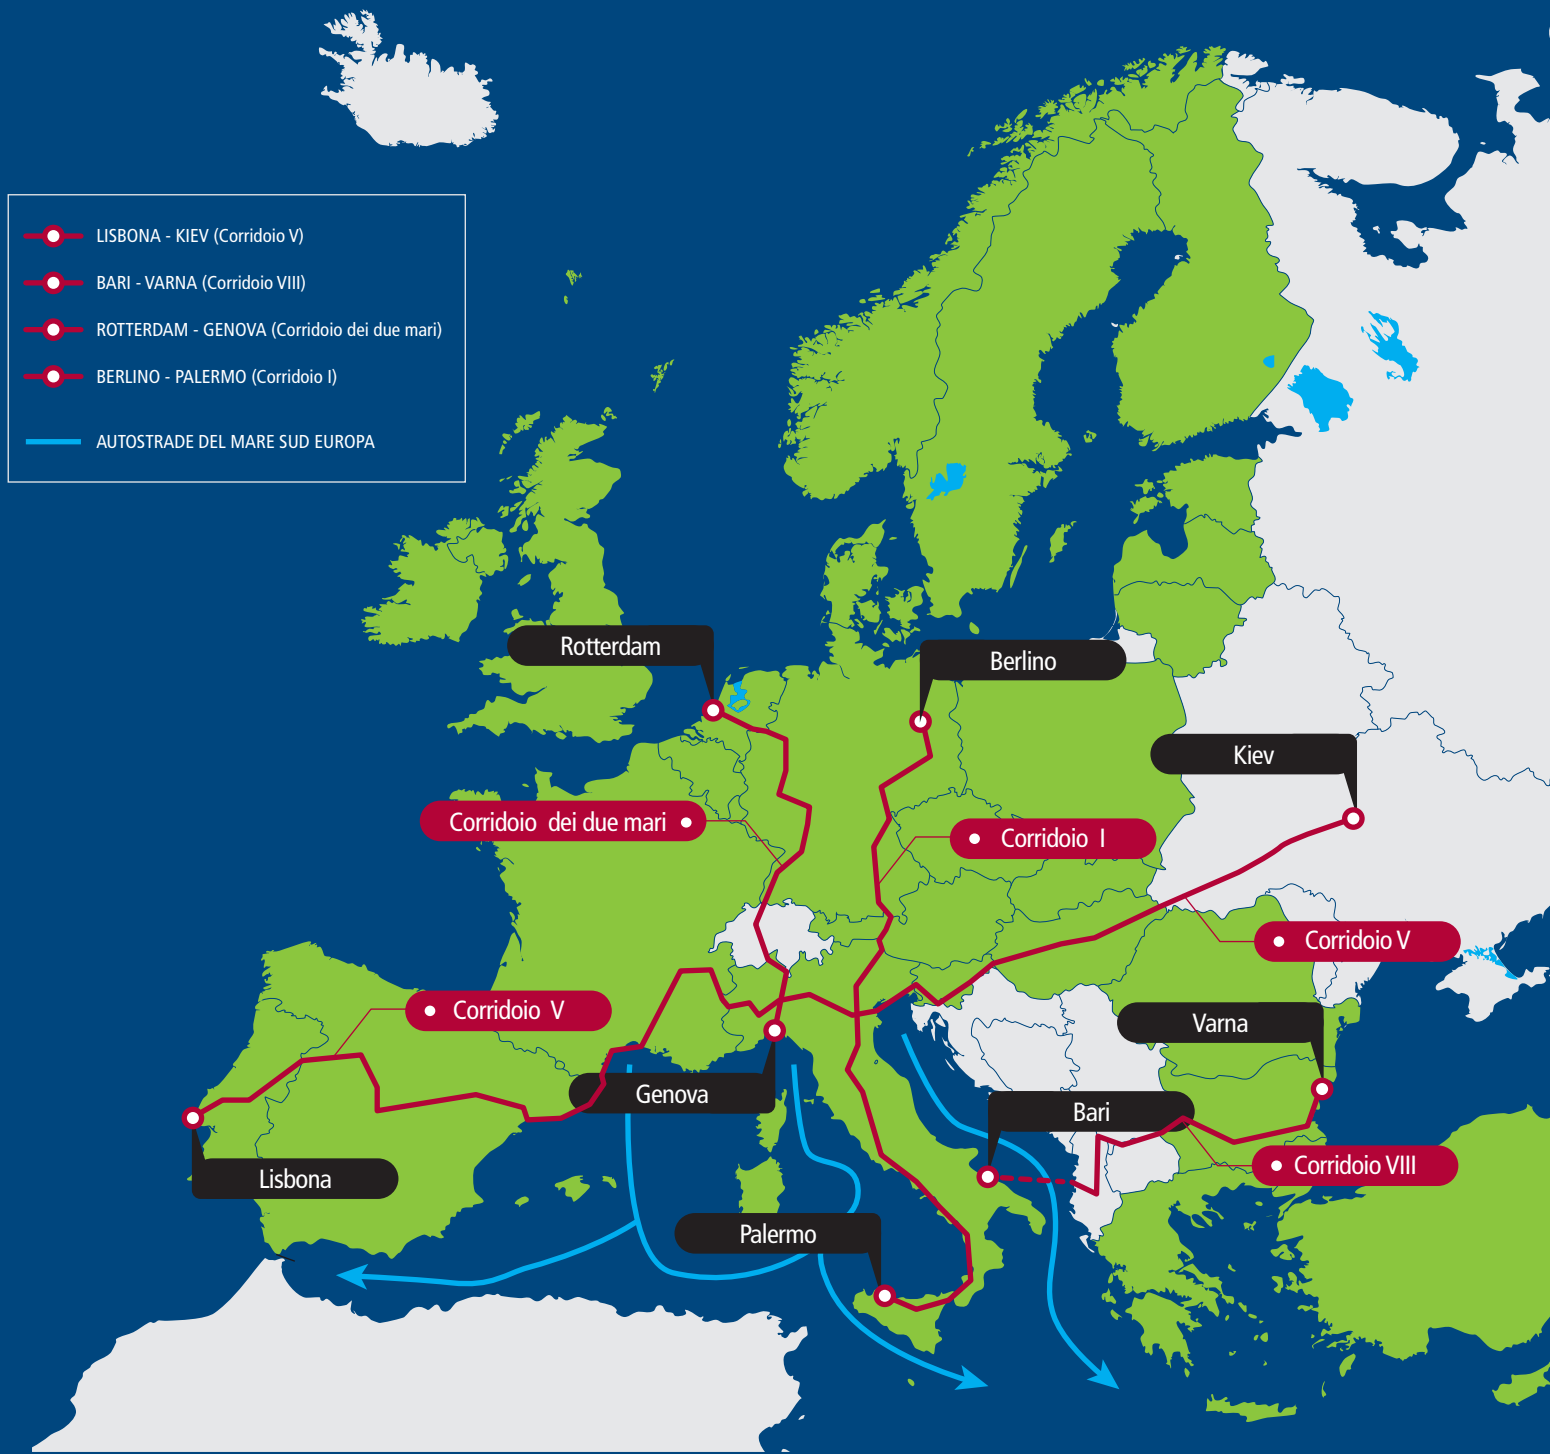 LISBONA - KIEV (Corridoio V)
BARI - VARNA (Corridoio VIII)
ROTTERDAM - GENOVA (Corridoio dei due mari)
BERLINO - PALERMO (Corridoio I)
AUTOSTRADE DEL MARE SUD EUROPA
Rotterdam
Berlino
Kiev
Corridoio dei due mari
Corridoio I
Corridoio V
Corridoio V
Varna
Genova
Bari
Lisbona
Corridoio VIII
Palermo